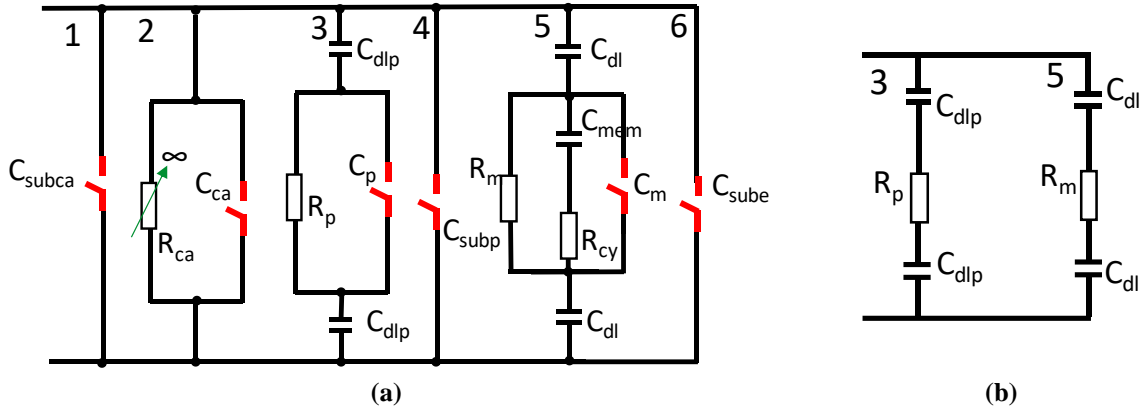 1 2 3 4 5 6
C_dlp C_dl
C_mem
∞
C_subca C_ca C_p R_m C_m C_sube
R_p
C_subp R_cy
R_ca
C_dlp C_dl
(a)
3 5
C_dlp C_dl
R_p R_m
C_dlp C_dl
(b)